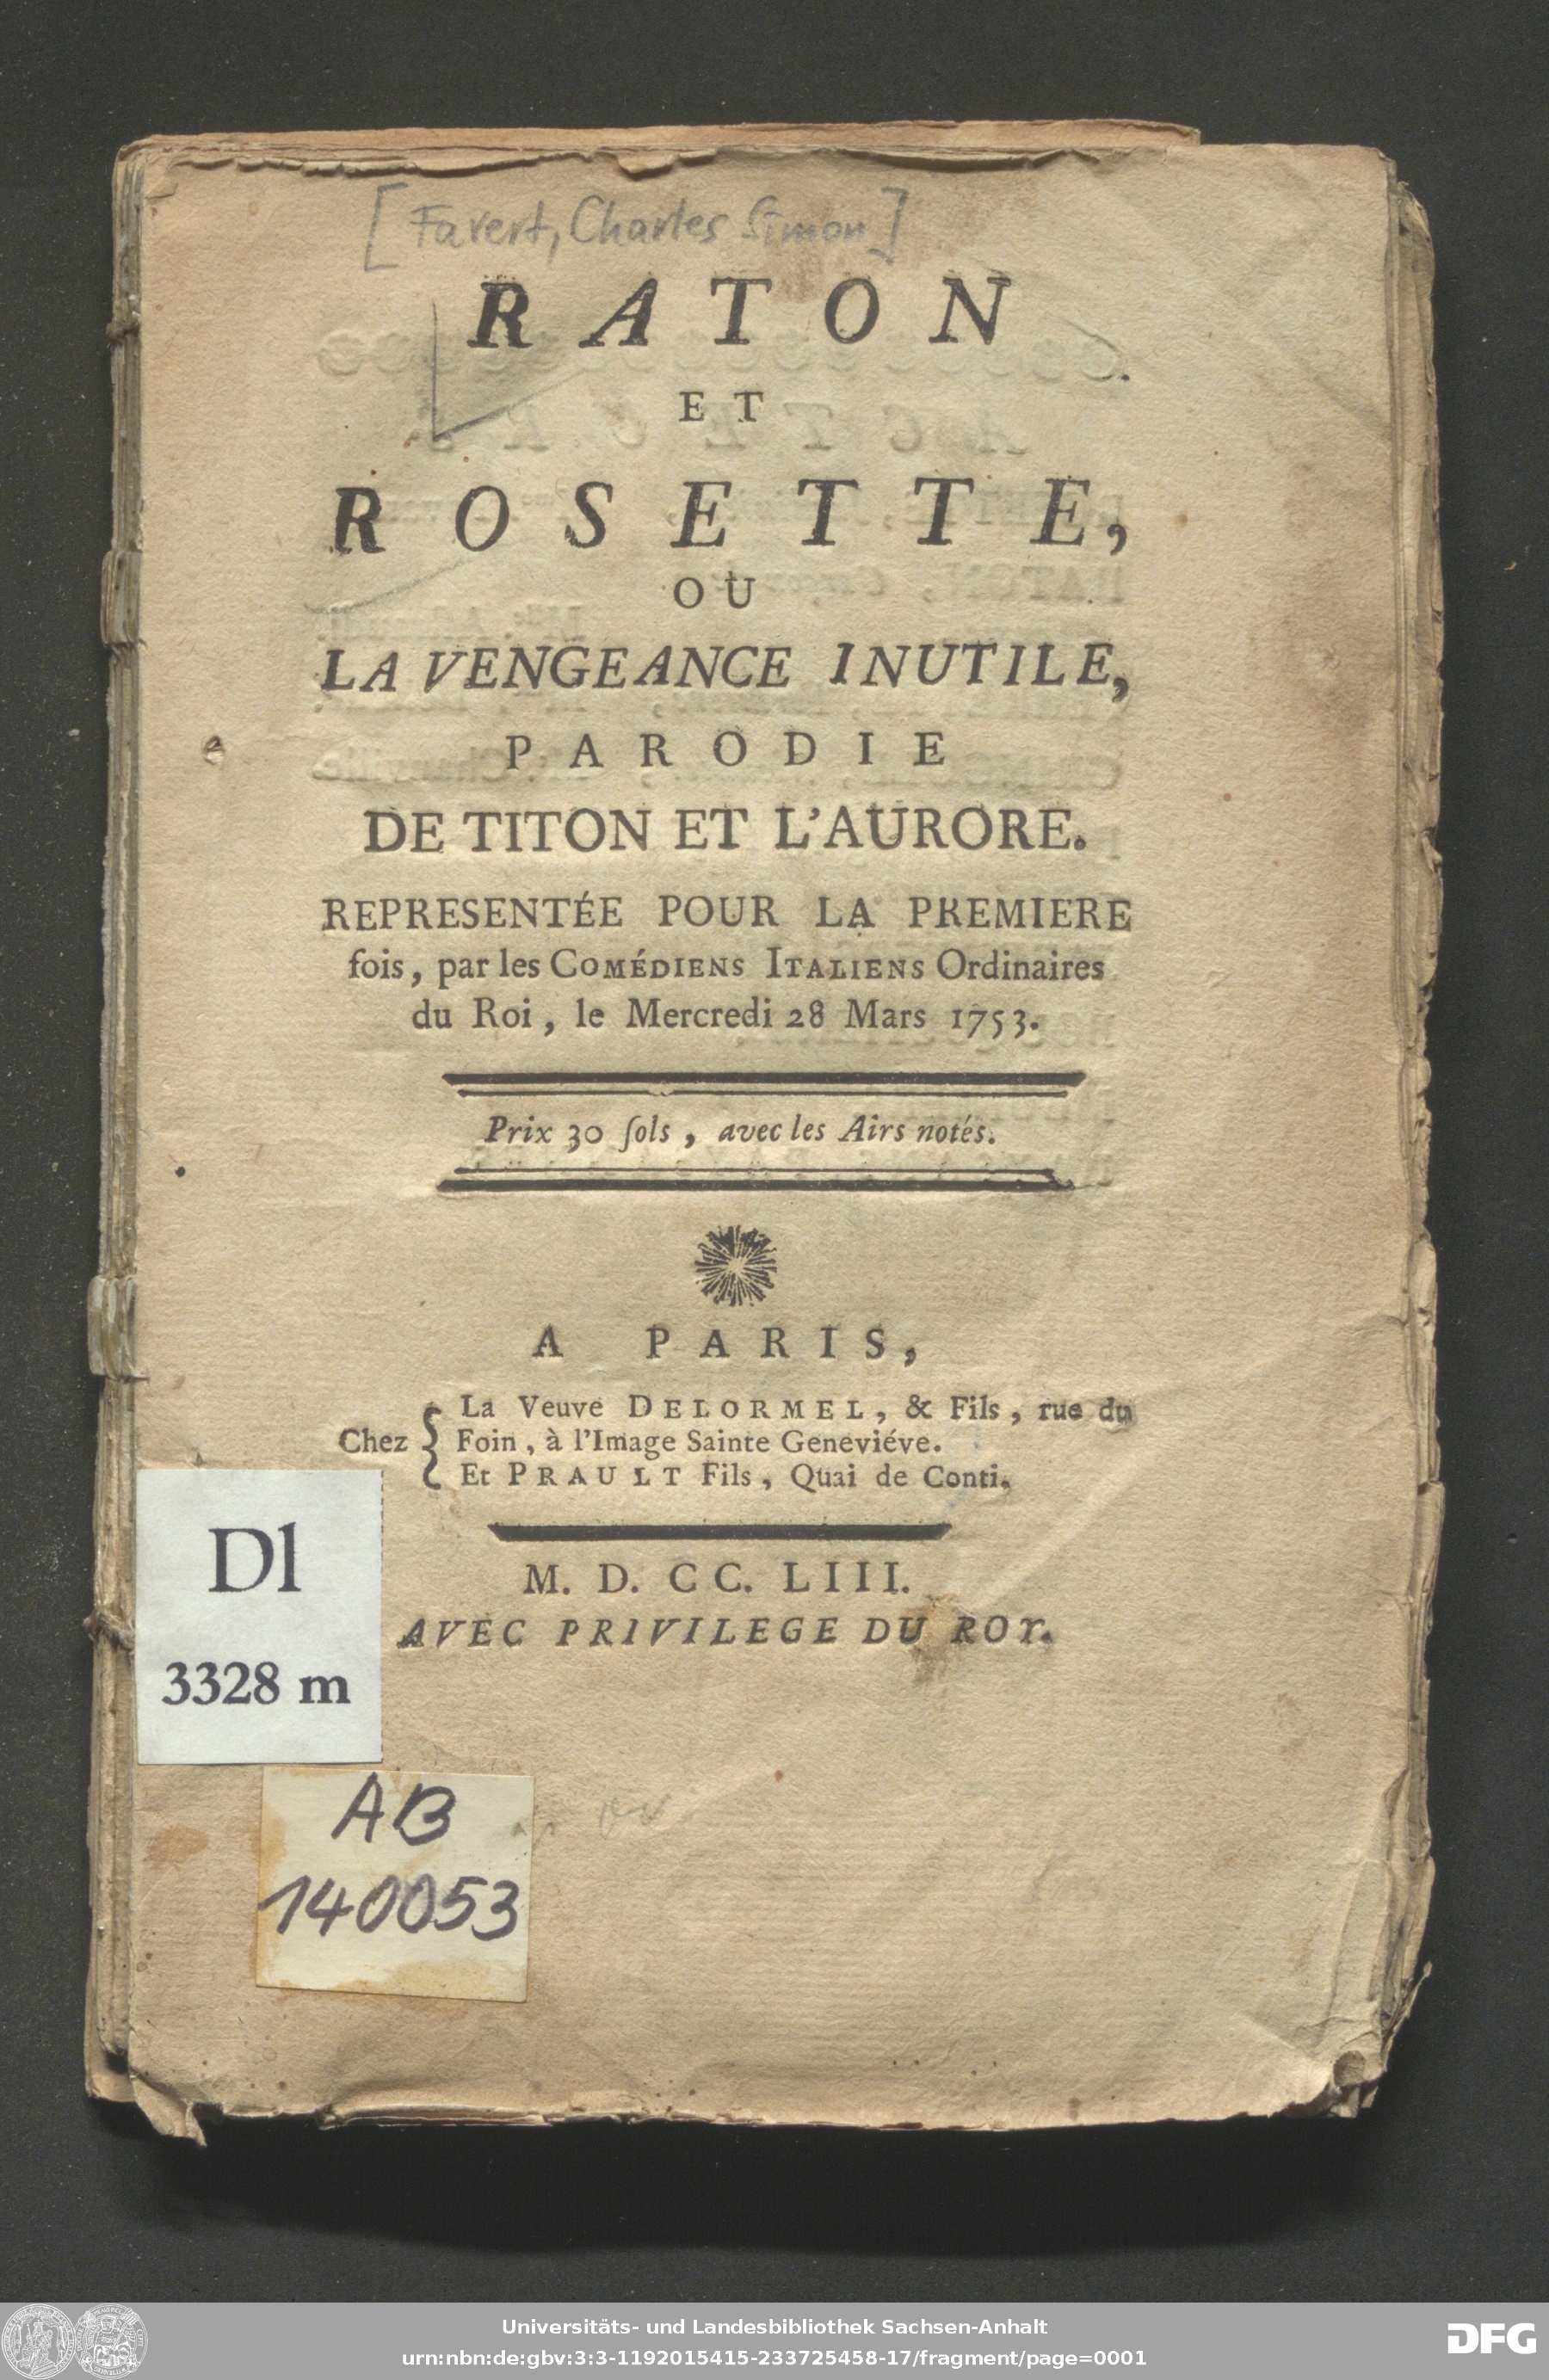 [Favert, Charles Simon]
RATON
ET
ROSETTE,
OU
LA VENGEANCE INUTILE,
PARODIE
DE TITON ET L'AURORE.
REPRESENTÉE POUR LA PREMIERE
fois, par les COMÉDIENS ITALIENS Ordinaires
du Roi, le Mercredi 28 Mars 1753.
Prix 30 ſols, avec les Airs notés.
A PARIS,
La Veuve DELORMEL, & Fils, rue du
Chez { Foin, à l'Image Sainte Geneviéve.
Et PRAULT Fils, Quai de Conti.
M. D. CC. LIII.
AVEC PRIVILEGE DU ROY.
Dl
3328 m
AB
140053
Universitäts- und Landesbibliothek Sachsen-Anhalt
urn:nbn:de:gbv:3:3-1192015415-233725458-17/fragment/page=0001
DFG